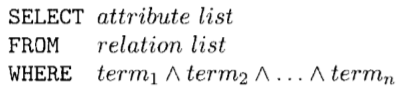 SELECT attribute list
FROM relation list
WHERE term₁ ∧ term₂ ∧ ... ∧ termₙ